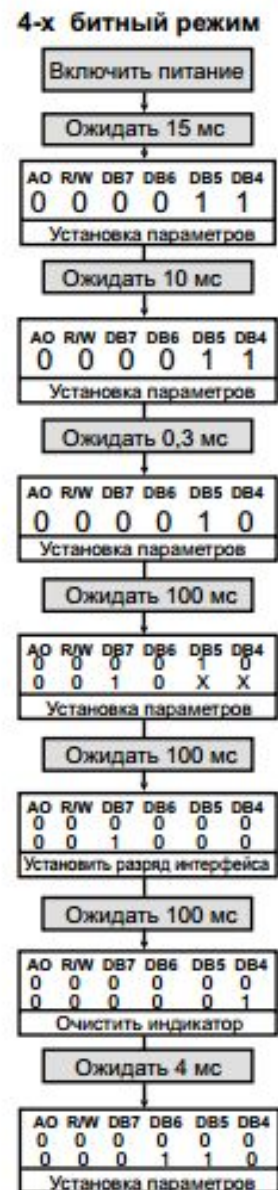 4-х битный режим
Включить питание
Ожидать 15 мс
АО R/W DB7 DB6 DB5 DB4
0 0 0 0 1 1
Установка параметров
Ожидать 10 мс
АО R/W DB7 DB6 DB5 DB4
0 0 0 0 1 1
Установка параметров
Ожидать 0,3 мс
АО R/W DB7 DB6 DB5 DB4
0 0 0 0 1 0
Установка параметров
Ожидать 100 мс
АО R/W DB7 DB6 DB5 DB4
0 0 0 0 1 0
0 0 1 0 X X
Установка параметров
Ожидать 100 мс
АО R/W DB7 DB6 DB5 DB4
0 0 0 0 0 0
0 0 1 0 0 0
Установить разряд интерфейса
Ожидать 100 мс
АО R/W DB7 DB6 DB5 DB4
0 0 0 0 0 0
0 0 0 0 0 1
Очистить индикатор
Ожидать 4 мс
АО R/W DB7 DB6 DB5 DB4
0 0 0 0 0 0
0 0 0 1 1 0
Установка параметров